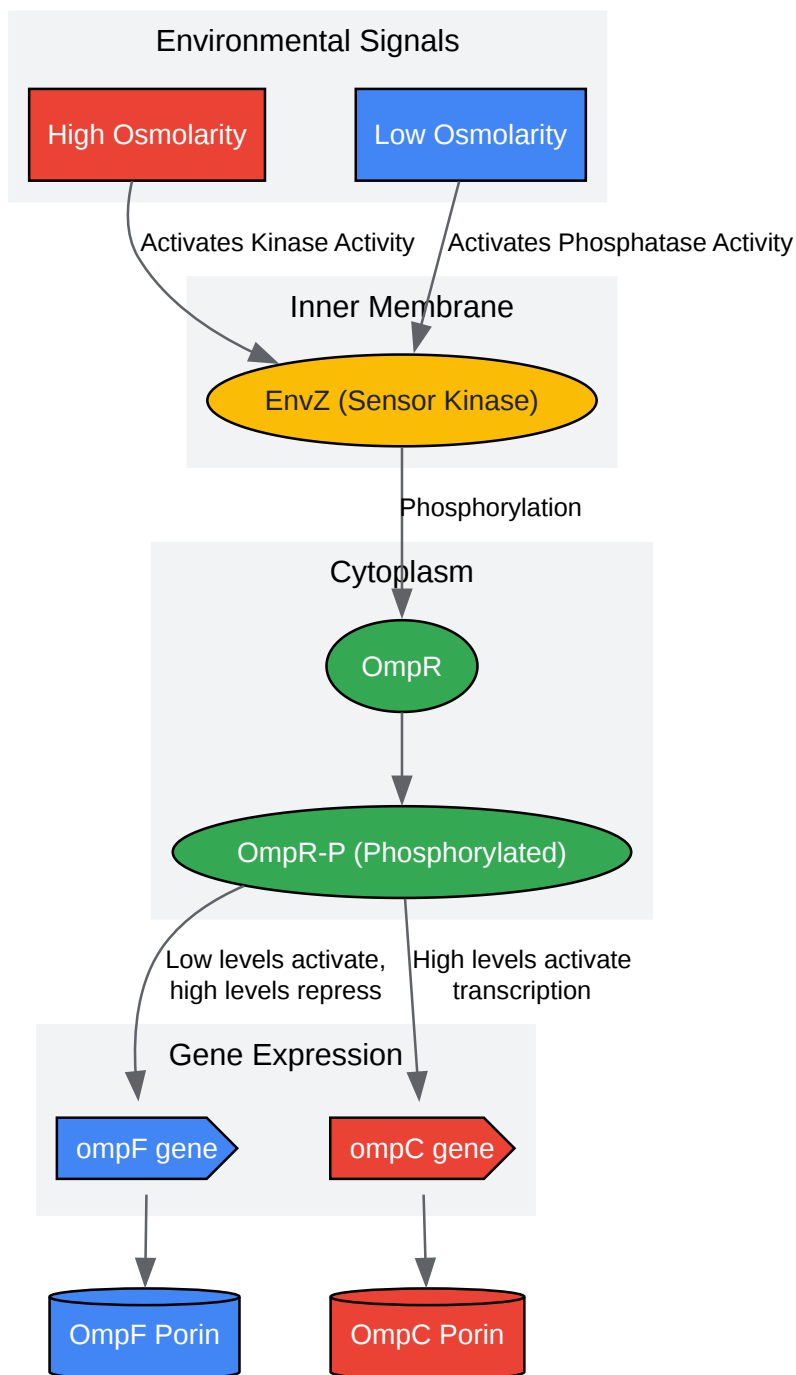 Environmental Signals
High Osmolarity
Low Osmolarity
Activates Kinase Activity
Activates Phosphatase Activity
Inner Membrane
EnvZ (Sensor Kinase)
Phosphorylation
Cytoplasm
OmpR
OmpR-P (Phosphorylated)
Low levels activate,
high levels repress
High levels activate
transcription
Gene Expression
ompF gene
ompC gene
OmpF Porin
OmpC Porin